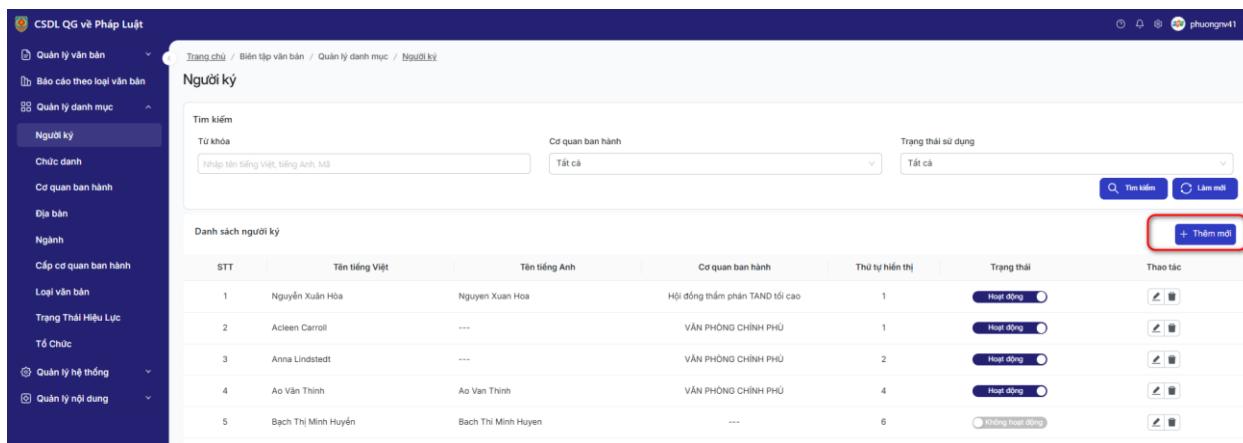 CSDL QG về Pháp Luật
phuongnv41
Quản lý văn bản
Báo cáo theo loại văn bản
Quản lý danh mục
Người ký
Chức danh
Cơ quan ban hành
Địa bàn
Ngành
Cấp cơ quan ban hành
Loại văn bản
Trạng Thái Hiệu Lực
Tổ Chức
Quản lý hệ thống
Quản lý nội dung
Trang chủ / Biên tập văn bản / Quản lý danh mục / Người ký
Người ký
Tìm kiếm
Từ khóa Cơ quan ban hành Trạng thái sử dụng
Nhập tên tiếng Việt, tiếng Anh, Mã Tất cả Tất cả
Tìm kiếm Làm mới
Danh sách người ký + Thêm mới
STT Tên tiếng Việt Tên tiếng Anh Cơ quan ban hành Thứ tự hiển thị Trạng thái Thao tác
1 Nguyễn Xuân Hòa Nguyen Xuan Hoa Hội đồng thẩm phán TAND tối cao 1 Hoạt động
2 Acleen Carroll --- VĂN PHÒNG CHÍNH PHỦ 1 Hoạt động
3 Anna Lindstedt --- VĂN PHÒNG CHÍNH PHỦ 2 Hoạt động
4 Ao Văn Thinh Ao Van Thinh VĂN PHÒNG CHÍNH PHỦ 4 Hoạt động
5 Bạch Thị Minh Huyền Bach Thi Minh Huyen --- 6 Không hoạt động